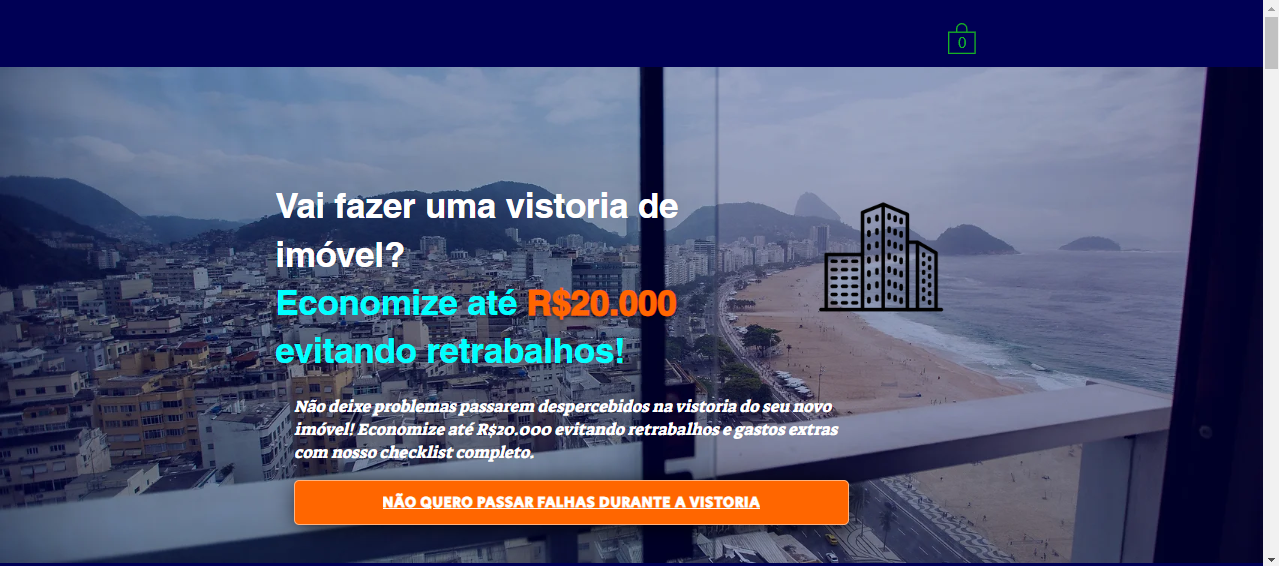 0
Vai fazer uma vistoria de
imóvel?
Economize até R$20.000
evitando retrabalhos!
Não deixe problemas passarem despercebidos na vistoria do seu novo
imóvel! Economize até R$20.000 evitando retrabalhos e gastos extras
com nosso checklist completo.
NÃO QUERO PASSAR FALHAS DURANTE A VISTORIA